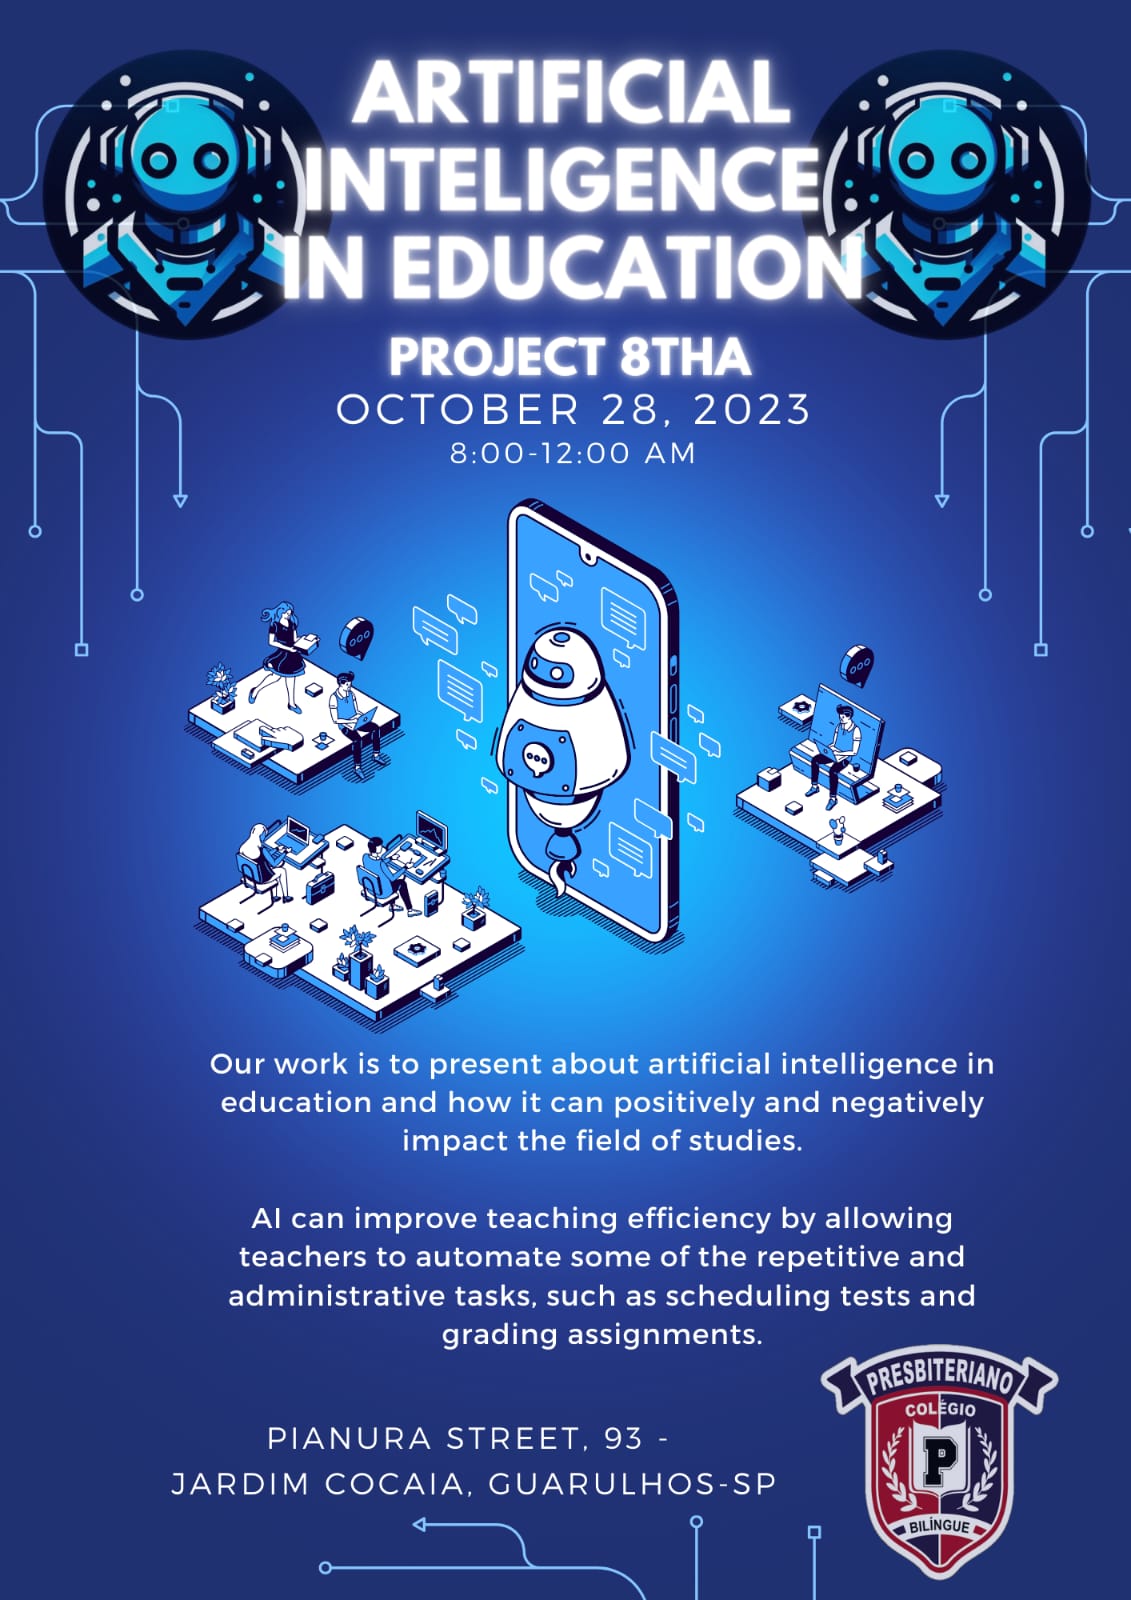 ARTIFICIAL
INTELIGENCE
IN EDUCATION
PROJECT 8THA
OCTOBER 28, 2023
8:00-12:00 AM
Our work is to present about artificial intelligence in
education and how it can positively and negatively
impact the field of studies.
AI can improve teaching efficiency by allowing
teachers to automate some of the repetitive and
administrative tasks, such as scheduling tests and
grading assignments.
PIANURA STREET, 93 -
JARDIM COCAIA, GUARULHOS-SP
PRESBITERIANO
COLÉGIO
P
BILÍNGUE